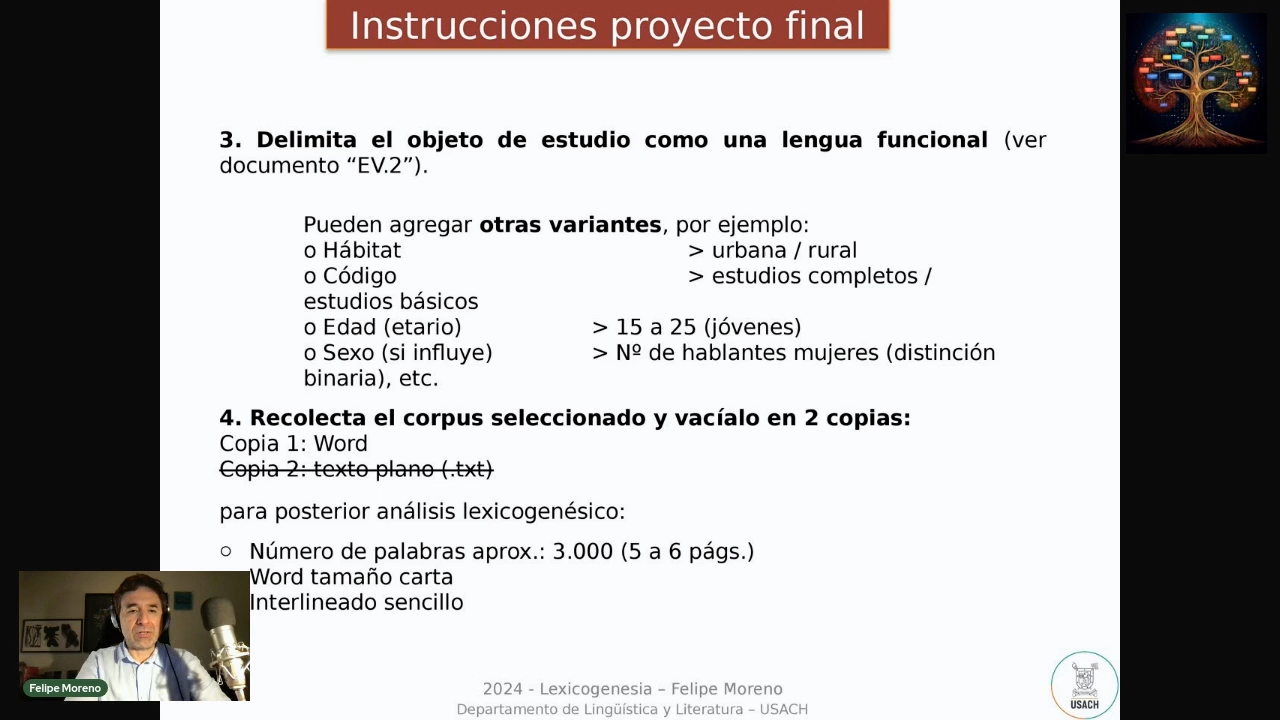 Instrucciones proyecto final
3. Delimita el objeto de estudio como una lengua funcional (ver
documento “EV.2”).
Pueden agregar otras variantes, por ejemplo:
o Hábitat > urbana / rural
o Código > estudios completos /
estudios básicos
o Edad (etario) > 15 a 25 (jóvenes)
o Sexo (si influye) > Nº de hablantes mujeres (distinción
binaria), etc.
4. Recolecta el corpus seleccionado y vacíalo en 2 copias:
Copia 1: Word
Copia 2: texto plano (.txt)
para posterior análisis lexicogenésico:
○ Número de palabras aprox.: 3.000 (5 a 6 págs.)
Word tamaño carta
Interlineado sencillo
Felipe Moreno
2024 - Lexicogenesia – Felipe Moreno
Departamento de Lingüística y Literatura – USACH
USACH